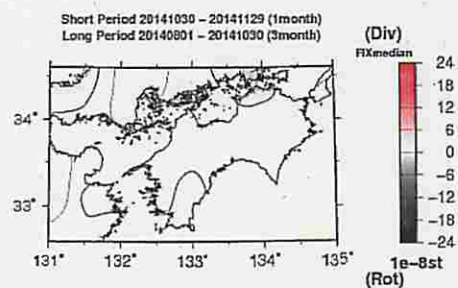 Short Period 20141030 – 20141129 (1month)
Long Period 20140801 – 20141030 (3month)
(Div)
FIXmedian
24
18
12
6
0
−6
−12
−18
−24
34°
33°
131° 132° 133° 134° 135°
1e−8st
(Rot)